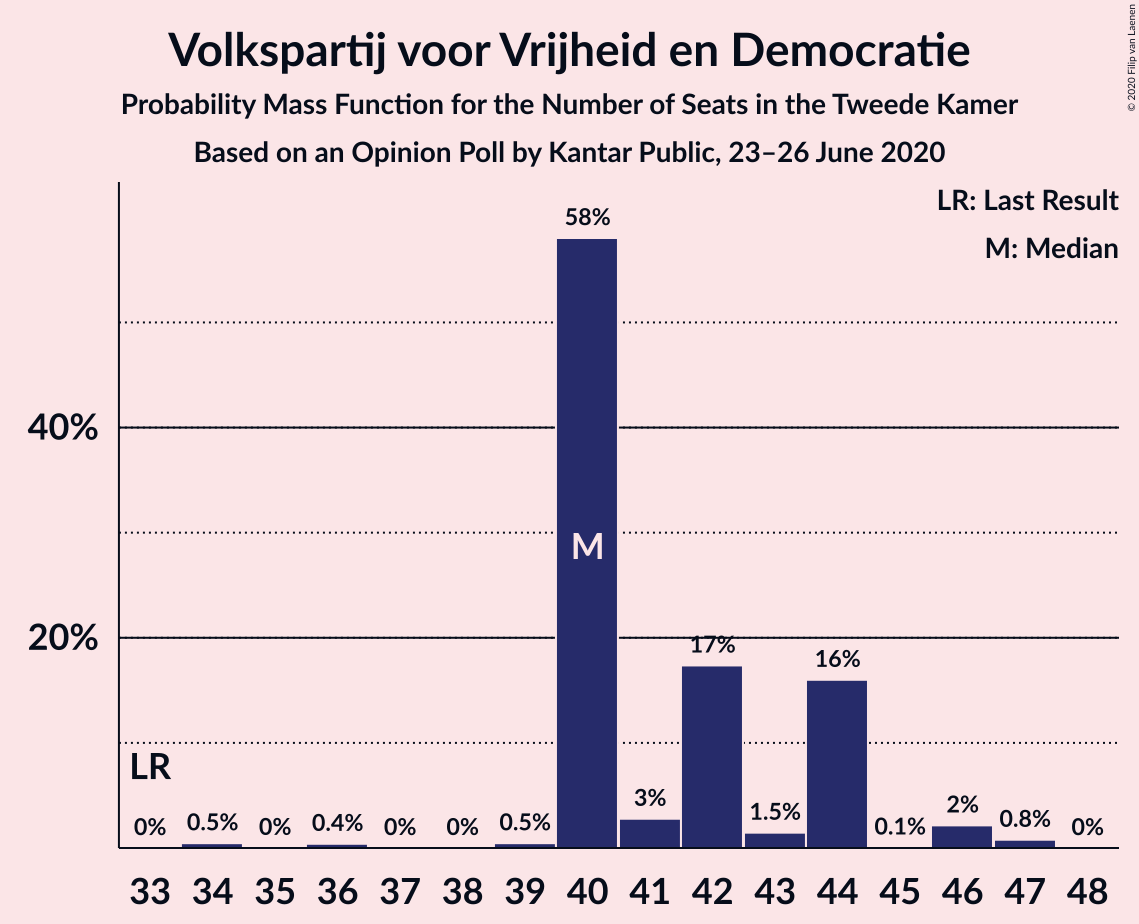 Volkspartij voor Vrijheid en Democratie
Probability Mass Function for the Number of Seats in the Tweede Kamer
Based on an Opinion Poll by Kantar Public, 23–26 June 2020
© 2020 Filip van Laenen
LR: Last Result
M: Median
58%
40%
M
20%
17%
16%
LR
0% 0.5% 0% 0.4% 0% 0% 0.5% 3% 1.5% 0.1% 2% 0.8% 0%
33 34 35 36 37 38 39 40 41 42 43 44 45 46 47 48